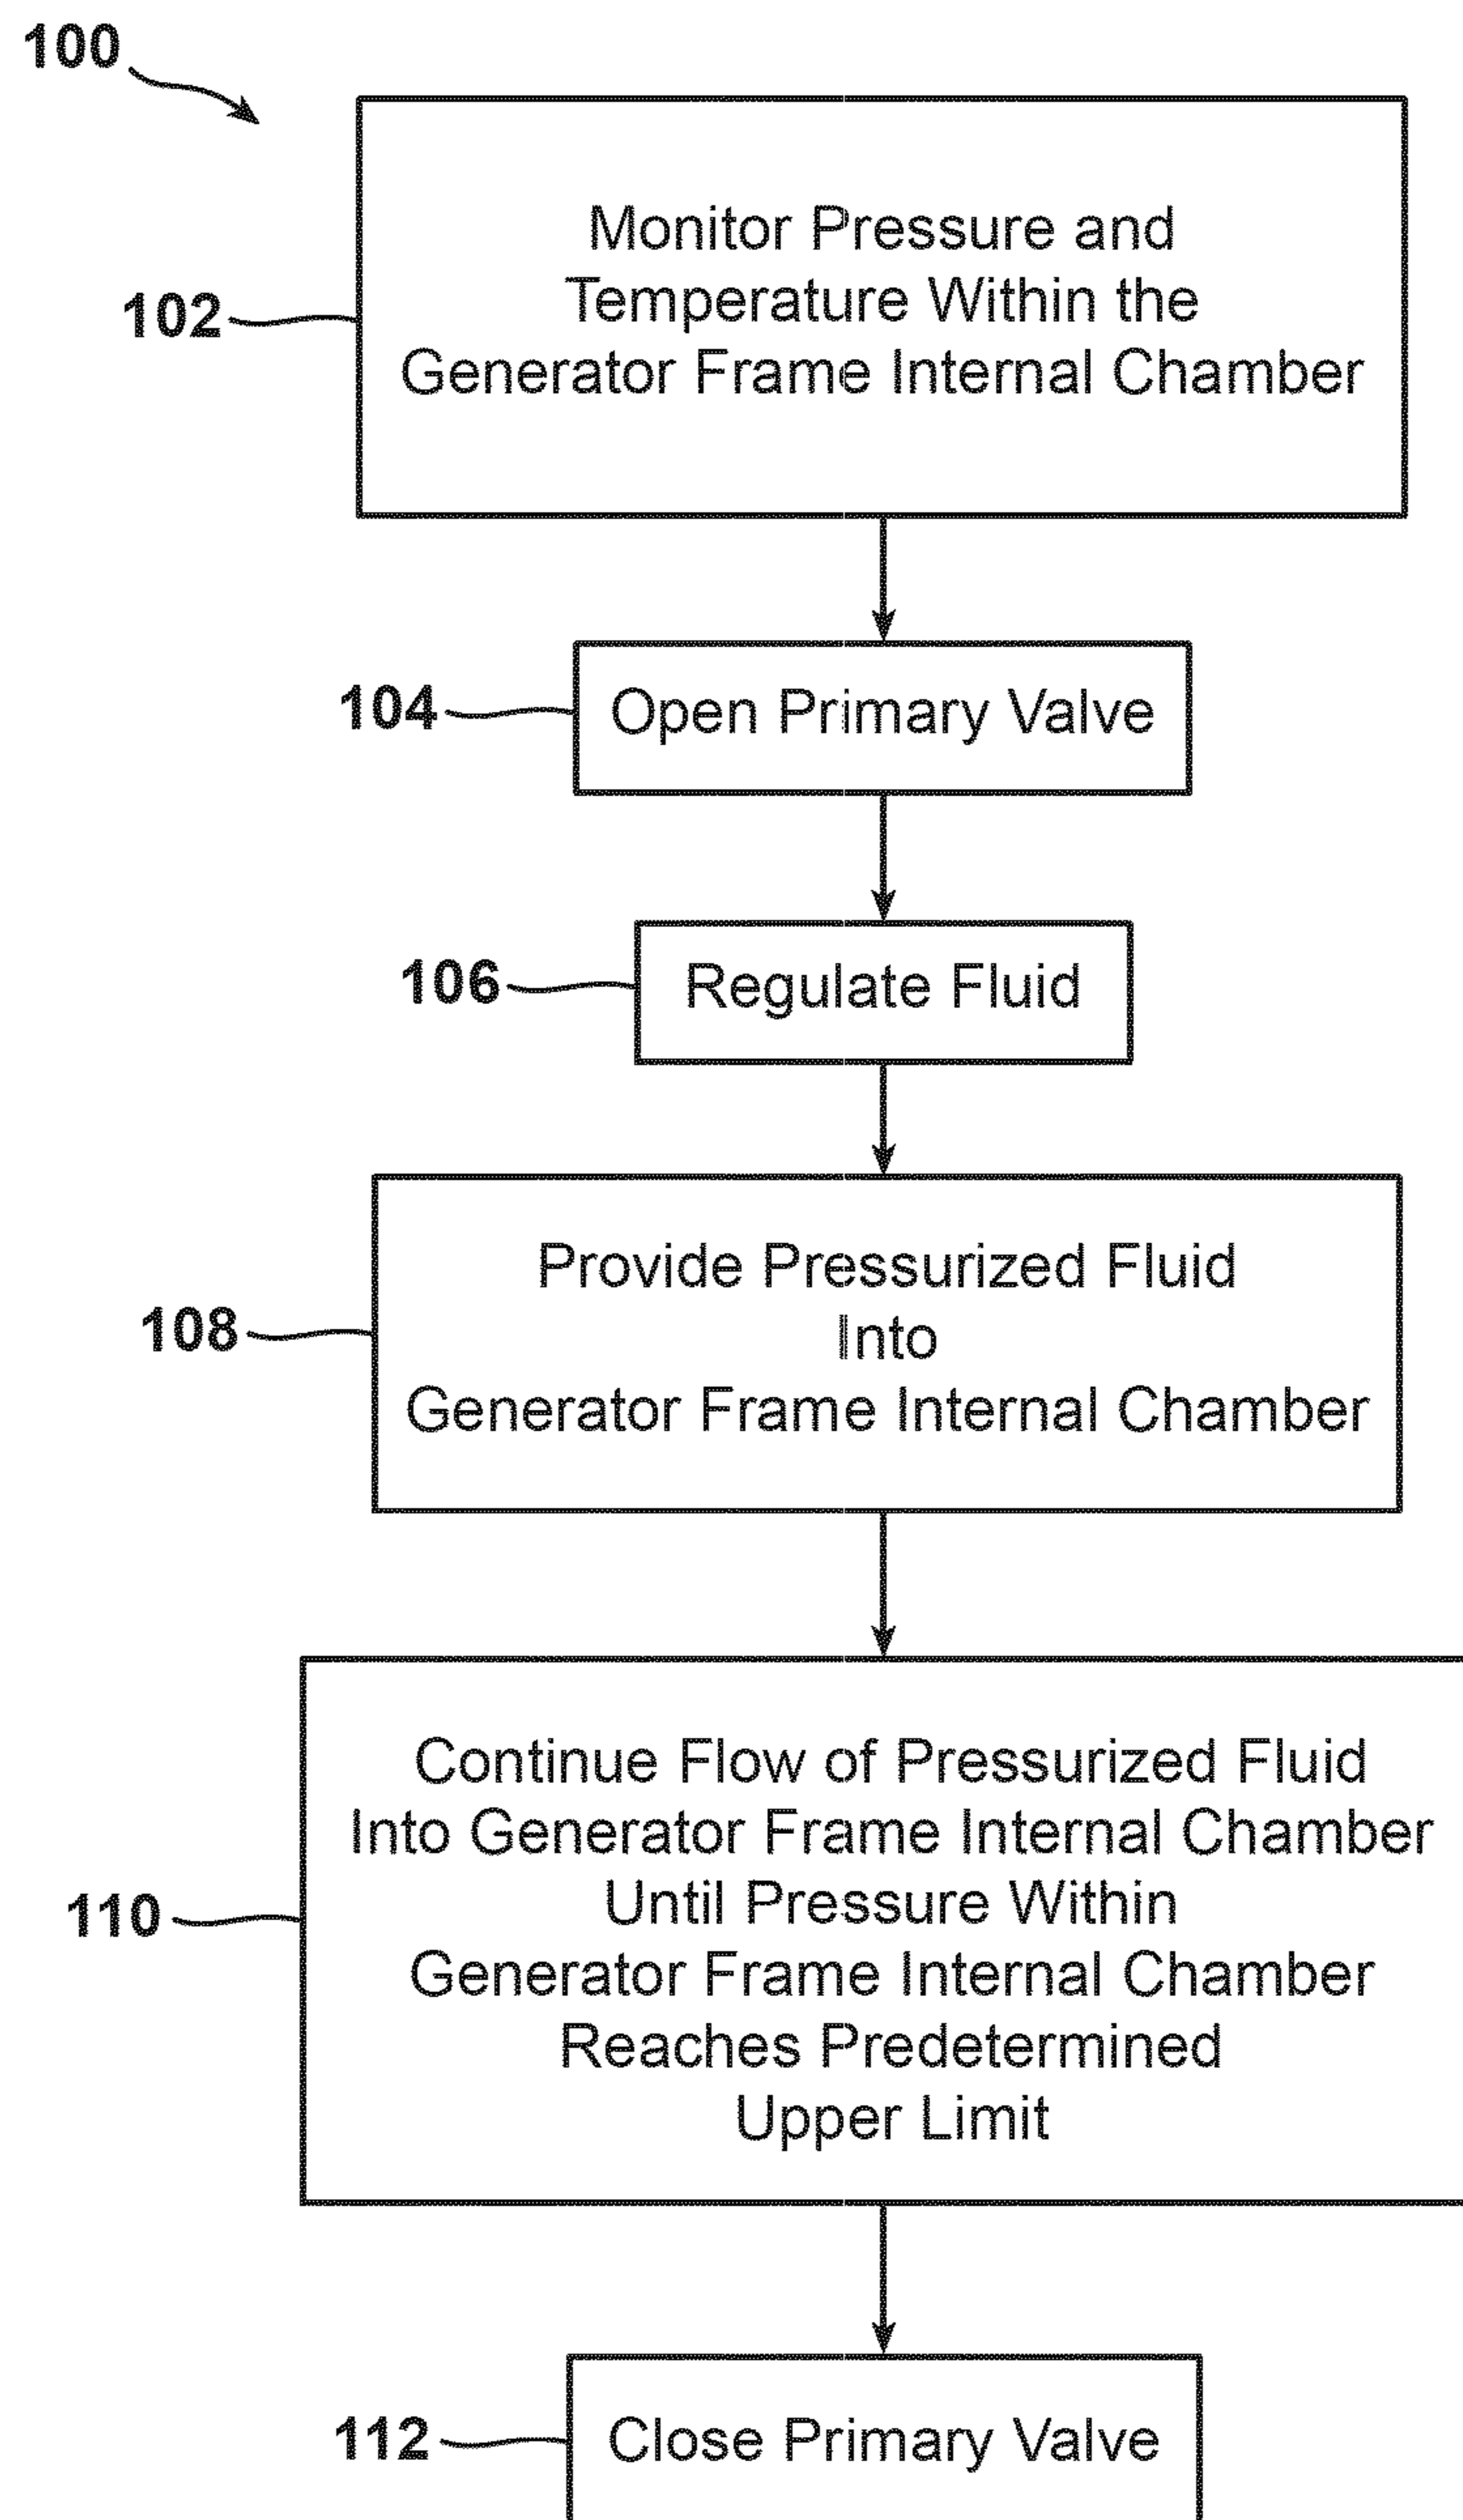 100
Monitor Pressure and
Temperature Within the
Generator Frame Internal Chamber
102
Open Primary Valve
104
Regulate Fluid
106
Provide Pressurized Fluid
Into
Generator Frame Internal Chamber
108
Continue Flow of Pressurized Fluid
Into Generator Frame Internal Chamber
Until Pressure Within
Generator Frame Internal Chamber
Reaches Predetermined
Upper Limit
110
Close Primary Valve
112